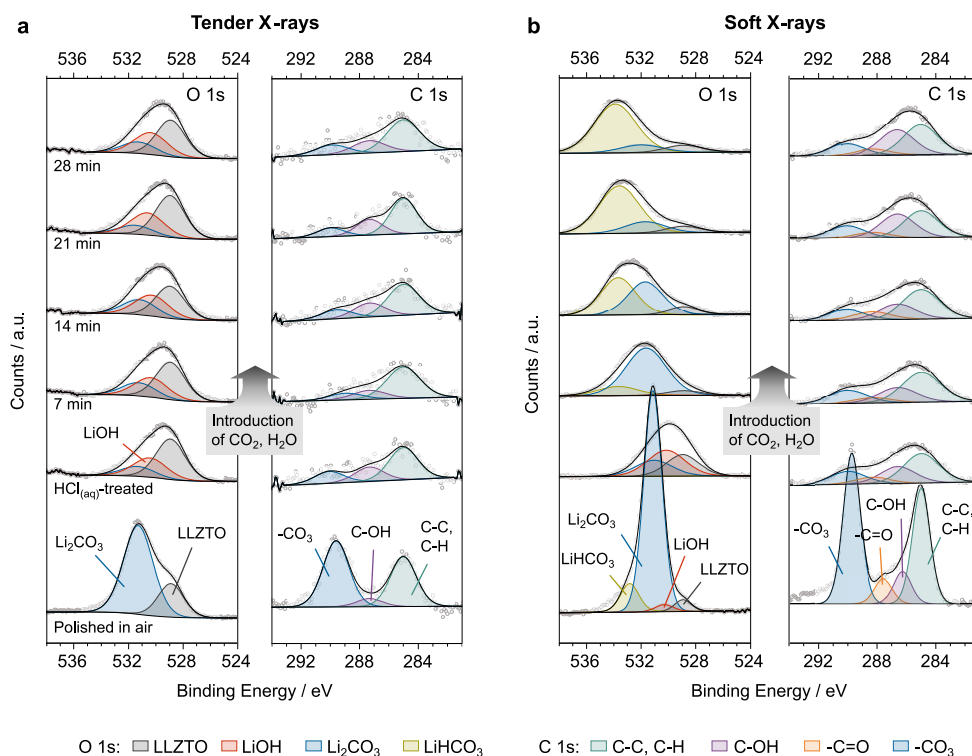 Tender X-rays
Soft X-rays
a
b
536 532 528 524
292 288 284
536 532 528 524
292 288 284
O 1s
C 1s
O 1s
C 1s
28 min
21 min
14 min
7 min
Counts / a.u.
Counts / a.u.
Introduction
of CO₂, H₂O
Introduction
of CO₂, H₂O
LiOH
HCl(aq)-treated
Li₂CO₃
LLZTO
Polished in air
-CO₃
C-OH
C-C,
C-H
Li₂CO₃
LiHCO₃
LiOH
LLZTO
-CO₃
C-OH
-C=O
C-C,
C-H
536 532 528 524
292 288 284
536 532 528 524
292 288 284
Binding Energy / eV
Binding Energy / eV
O 1s: LLZTO LiOH Li₂CO₃ LiHCO₃ C 1s: C-C, C-H C-OH -C=O -CO₃